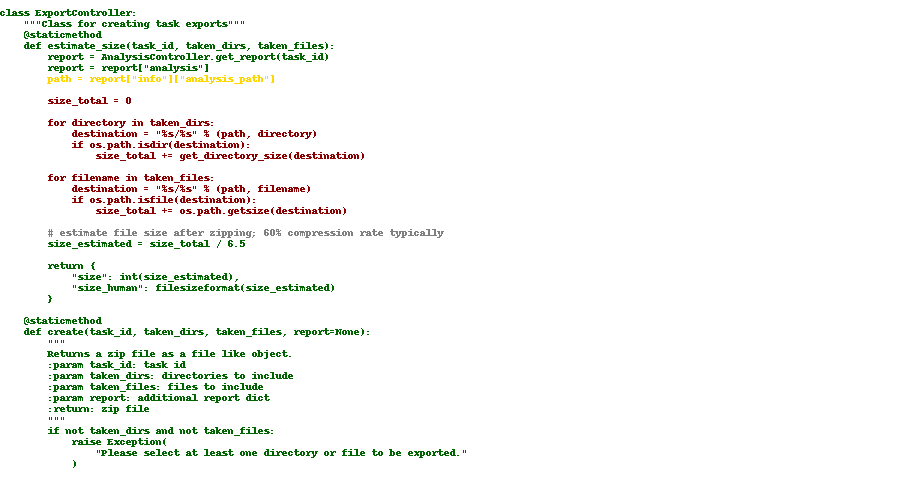 class ExportController:
    """Class for creating task exports"""
    @staticmethod
    def estimate_size(task_id, taken_dirs, taken_files):
        report = AnalysisController.get_report(task_id)
        report = report["analysis"]
        path = report["info"]["analysis_path"]

        size_total = 0

        for directory in taken_dirs:
            destination = "%s/%s" % (path, directory)
            if os.path.isdir(destination):
                size_total += get_directory_size(destination)

        for filename in taken_files:
            destination = "%s/%s" % (path, filename)
            if os.path.isfile(destination):
                size_total += os.path.getsize(destination)

        # estimate file size after zipping; 60% compression rate typically
        size_estimated = size_total / 6.5

        return {
            "size": int(size_estimated),
            "size_human": filesizeformat(size_estimated)
        }

    @staticmethod
    def create(task_id, taken_dirs, taken_files, report=None):
        """
        Returns a zip file as a file like object.
        :param task_id: task id
        :param taken_dirs: directories to include
        :param taken_files: files to include
        :param report: additional report dict
        :return: zip file
        """
        if not taken_dirs and not taken_files:
            raise Exception(
                "Please select at least one directory or file to be exported."
            )